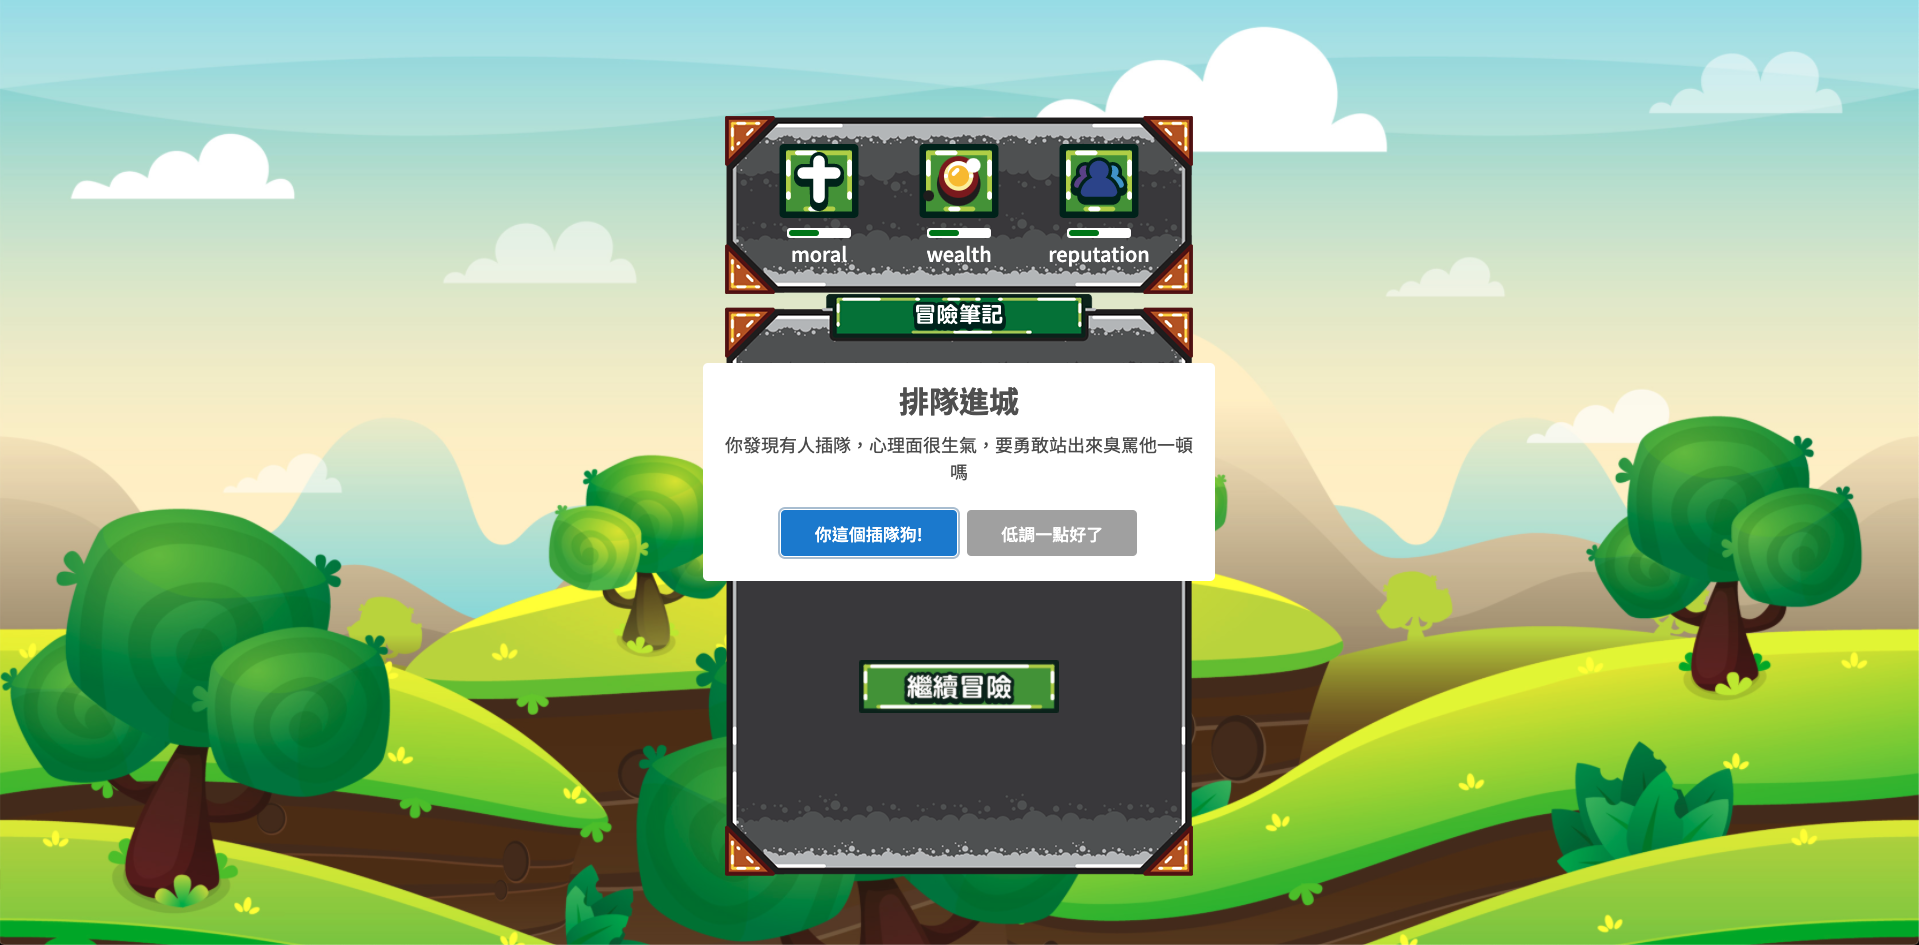 moral
wealth
reputation
冒險筆記
排隊進城
你發現有人插隊，心理面很生氣，要勇敢站出來臭罵他一頓
嗎
你這個插隊狗!
低調一點好了
繼續冒險